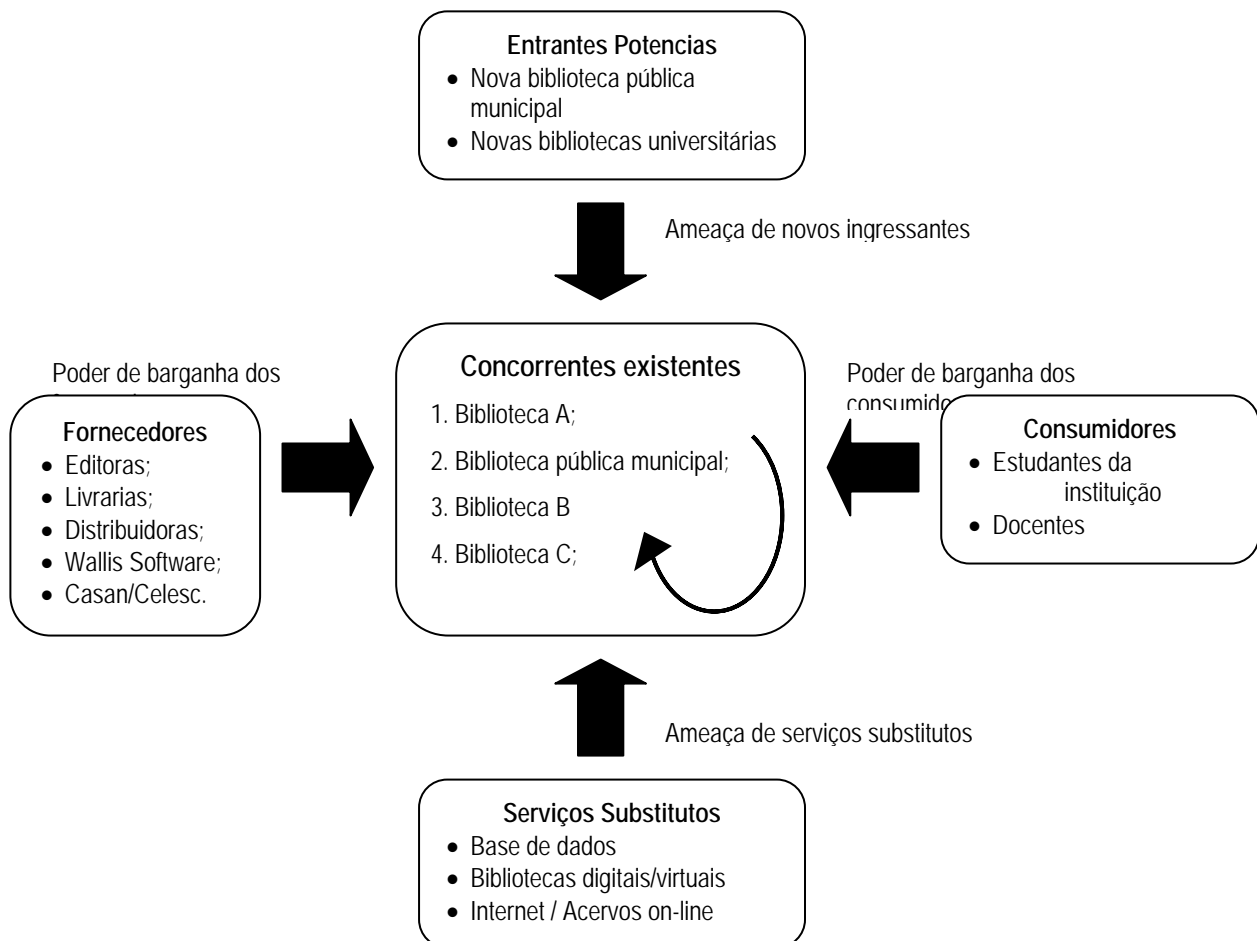 Entrantes Potencias
• Nova biblioteca pública
municipal
• Novas bibliotecas universitárias
Ameaça de novos ingressantes
Poder de barganha dos
Fornecedores
• Editoras;
• Livrarias;
• Distribuidoras;
• Wallis Software;
• Casan/Celesc.
Concorrentes existentes
1. Biblioteca A;
2. Biblioteca pública municipal;
3. Biblioteca B
4. Biblioteca C;
Poder de barganha dos
Consumidores
• Estudantes da
instituição
• Docentes
Ameaça de serviços substitutos
Serviços Substitutos
• Base de dados
• Bibliotecas digitais/virtuais
• Internet / Acervos on-line